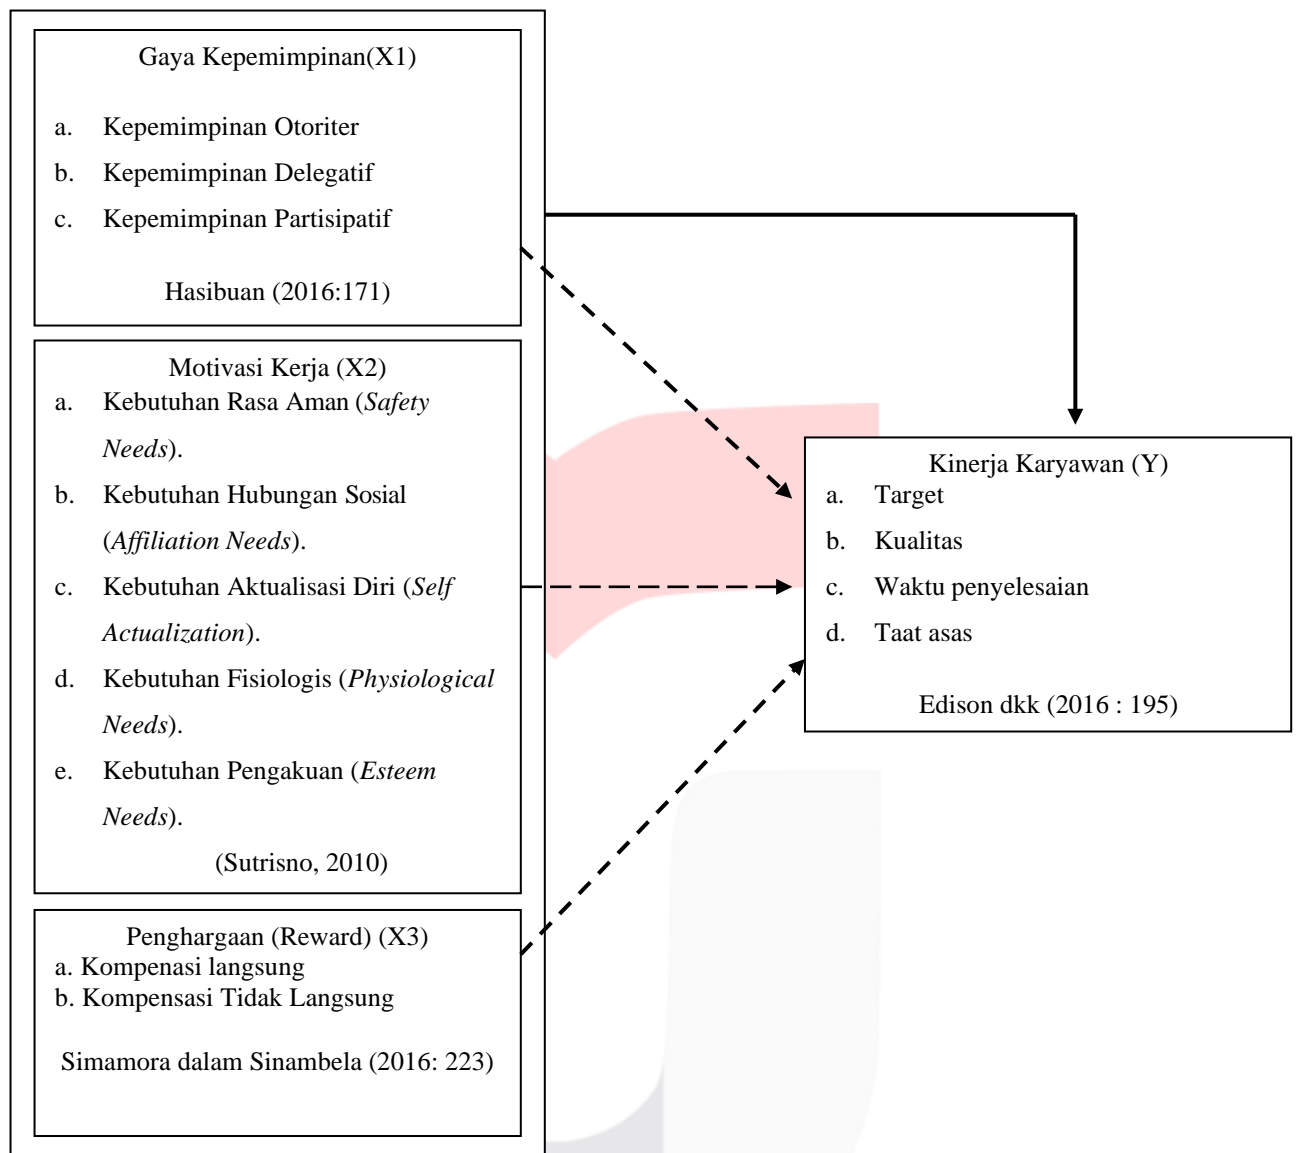 Gaya Kepemimpinan(X1)
a. Kepemimpinan Otoriter
b. Kepemimpinan Delegatif
c. Kepemimpinan Partisipatif
Hasibuan (2016:171)
Motivasi Kerja (X2)
a. Kebutuhan Rasa Aman (Safety
Needs).
b. Kebutuhan Hubungan Sosial
(Affiliation Needs).
c. Kebutuhan Aktualisasi Diri (Self
Actualization).
d. Kebutuhan Fisiologis (Physiological
Needs).
e. Kebutuhan Pengakuan (Esteem
Needs).
(Sutrisno, 2010)
Penghargaan (Reward) (X3)
a. Kompenasi langsung
b. Kompensasi Tidak Langsung
Simamora dalam Sinambela (2016: 223)
Kinerja Karyawan (Y)
a. Target
b. Kualitas
c. Waktu penyelesaian
d. Taat asas
Edison dkk (2016 : 195)